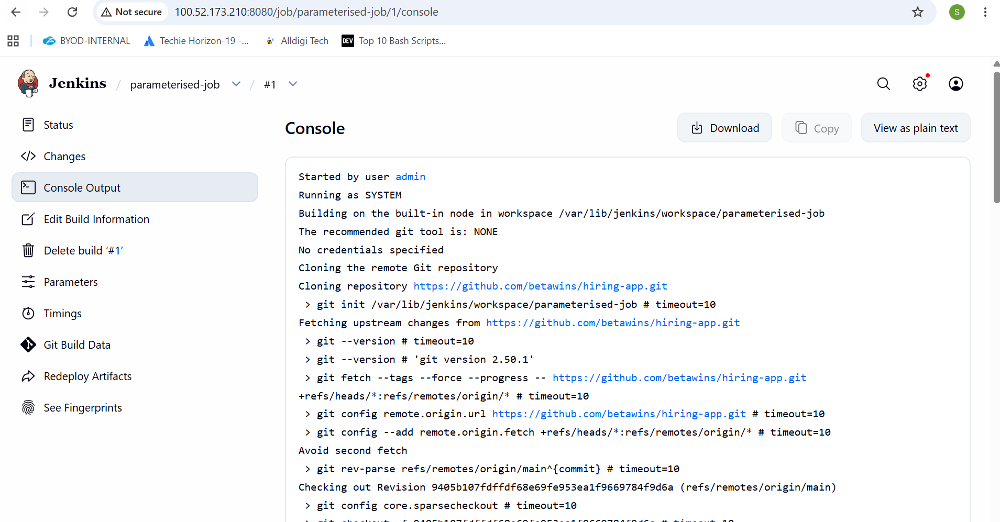 Not secure 100.52.173.210:8080/job/parameterised-job/1/console S
BYOD-INTERNAL Techie Horizon-19 -... Alldigi Tech DEV Top 10 Bash Scripts...
Jenkins / parameterised-job / #1
Status
Changes
Console Output
Edit Build Information
Delete build ‘#1’
Parameters
Timings
Git Build Data
Redeploy Artifacts
See Fingerprints
Console Download Copy View as plain text
Started by user admin
Running as SYSTEM
Building on the built-in node in workspace /var/lib/jenkins/workspace/parameterised-job
The recommended git tool is: NONE
No credentials specified
Cloning the remote Git repository
Cloning repository https://github.com/betawins/hiring-app.git
> git init /var/lib/jenkins/workspace/parameterised-job # timeout=10
Fetching upstream changes from https://github.com/betawins/hiring-app.git
> git --version # timeout=10
> git --version # 'git version 2.50.1'
> git fetch --tags --force --progress -- https://github.com/betawins/hiring-app.git
+refs/heads/*:refs/remotes/origin/* # timeout=10
> git config remote.origin.url https://github.com/betawins/hiring-app.git # timeout=10
> git config --add remote.origin.fetch +refs/heads/*:refs/remotes/origin/* # timeout=10
Avoid second fetch
> git rev-parse refs/remotes/origin/main^{commit} # timeout=10
Checking out Revision 9405b107fdffdf68e69fe953ea1f9669784f9d6a (refs/remotes/origin/main)
> git config core.sparsecheckout # timeout=10
> git checkout -f 9405b107fdffdf68e69fe953ea1f9669784f9d6a # timeout=10